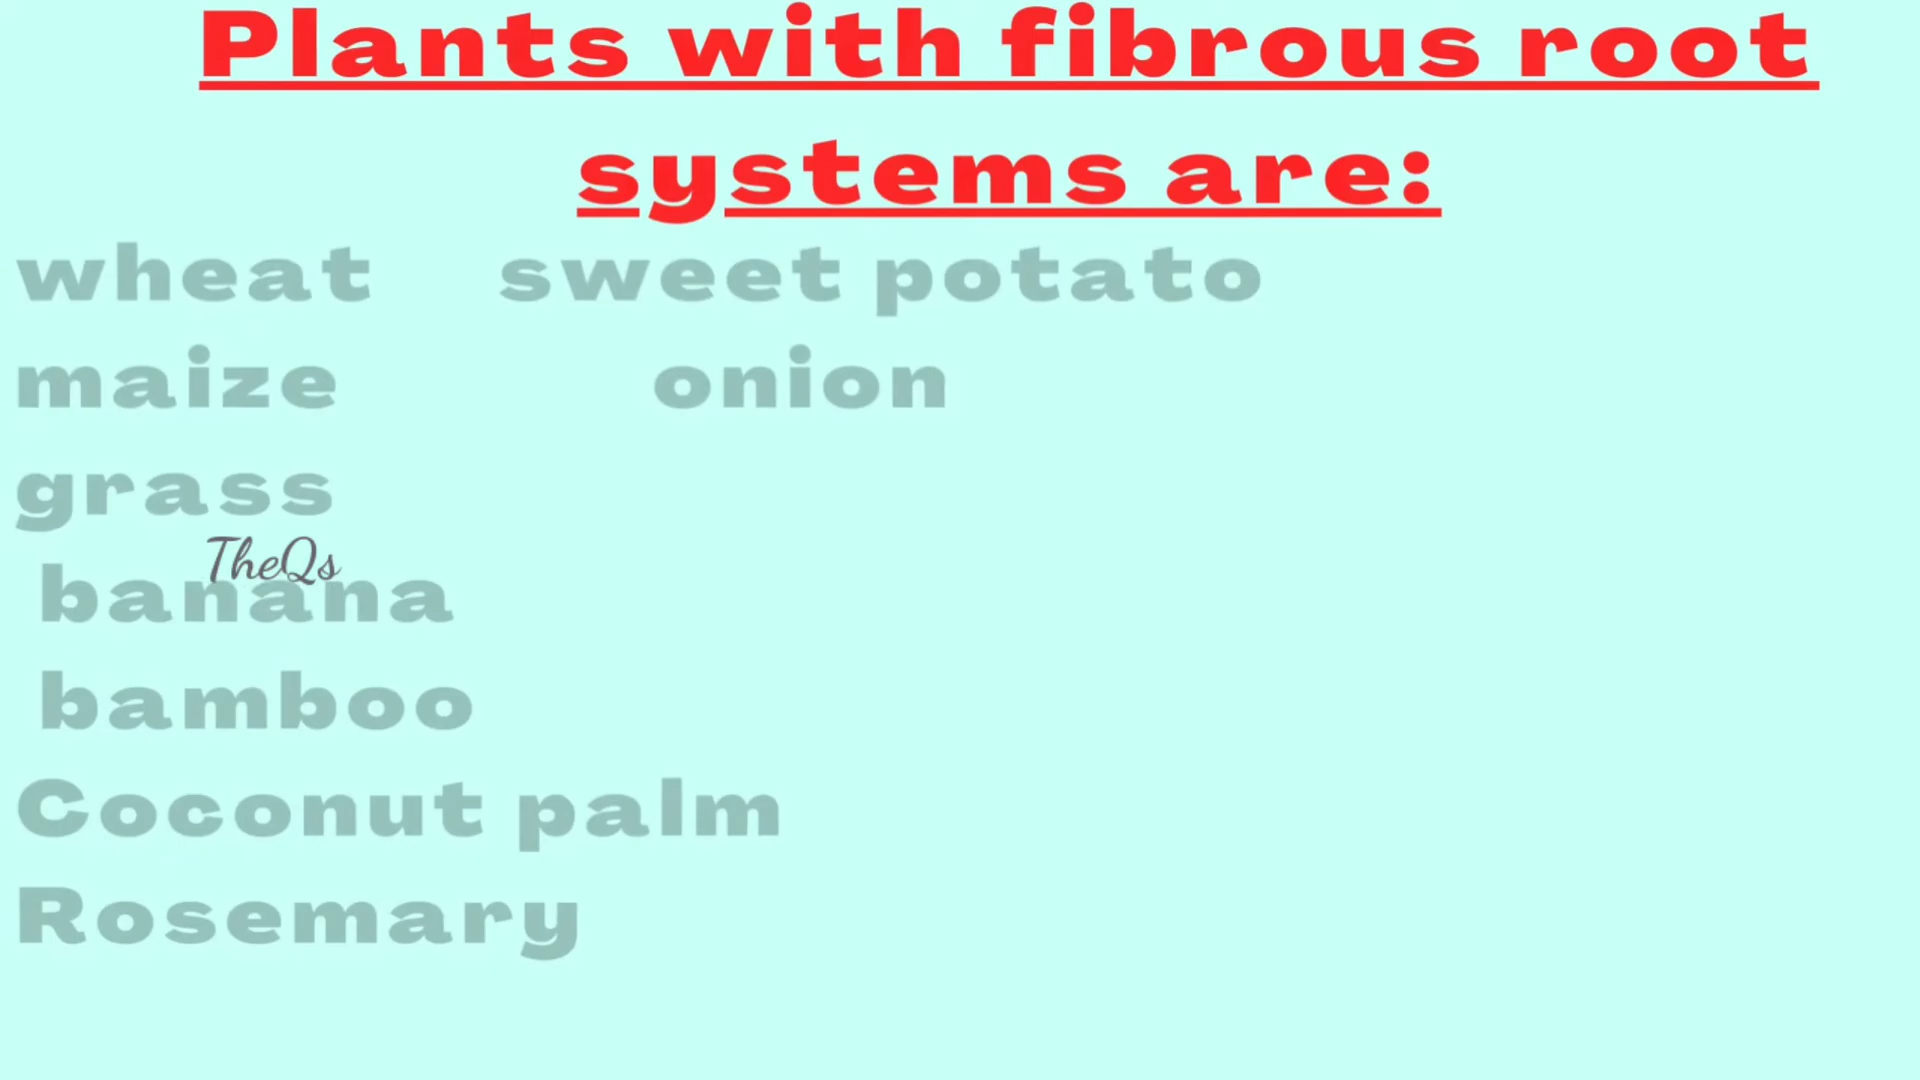 Plants with fibrous root
systems are:
wheat sweet potato
maize onion
grass
TheQs
banana
bamboo
Coconut palm
Rosemary